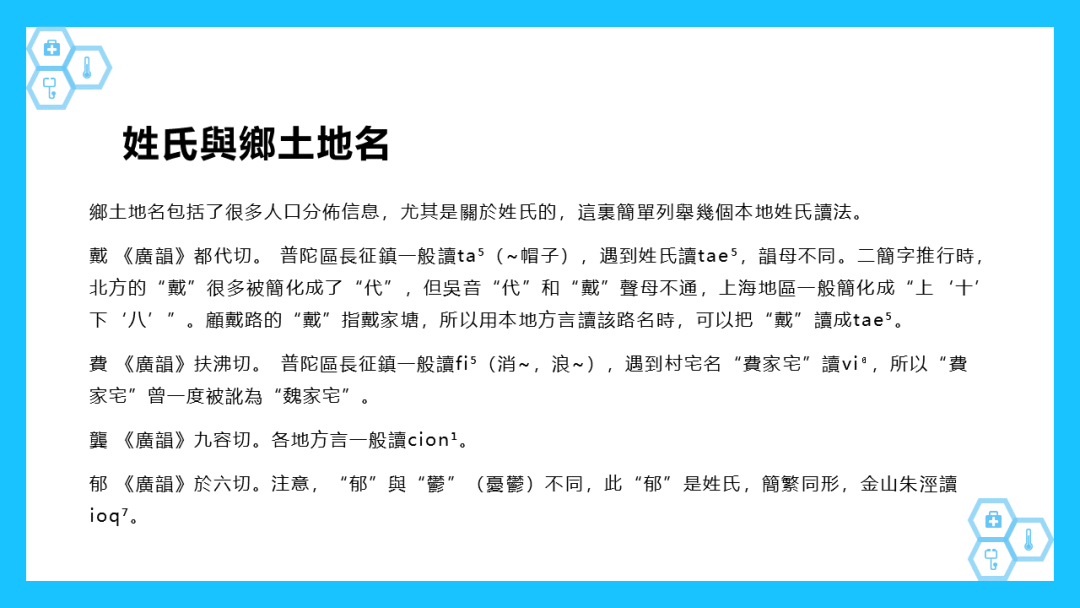 姓氏與鄉土地名
鄉土地名包括了很多人口分佈信息，尤其是關於姓氏的，這裏簡單列舉幾個本地姓氏讀法。
戴 《廣韻》都代切。 普陀區長征鎮一般讀ta⁵（~帽子），遇到姓氏讀tae⁵，韻母不同。二簡字推行時，
北方的“戴”很多被簡化成了“代”，但吳音“代”和“戴”聲母不通，上海地區一般簡化成“上‘十’
下‘八’”。顧戴路的“戴”指戴家塘，所以用本地方言讀該路名時，可以把“戴”讀成tae⁵。
費 《廣韻》扶沸切。 普陀區長征鎮一般讀fi⁵（消~，浪~），遇到村宅名“費家宅”讀vi⁶，所以“費
家宅”曾一度被訛為“魏家宅”。
龔 《廣韻》九容切。各地方言一般讀cion¹。
郁 《廣韻》於六切。注意，“郁”與“鬱”（憂鬱）不同，此“郁”是姓氏，簡繁同形，金山朱涇讀
ioq⁷。